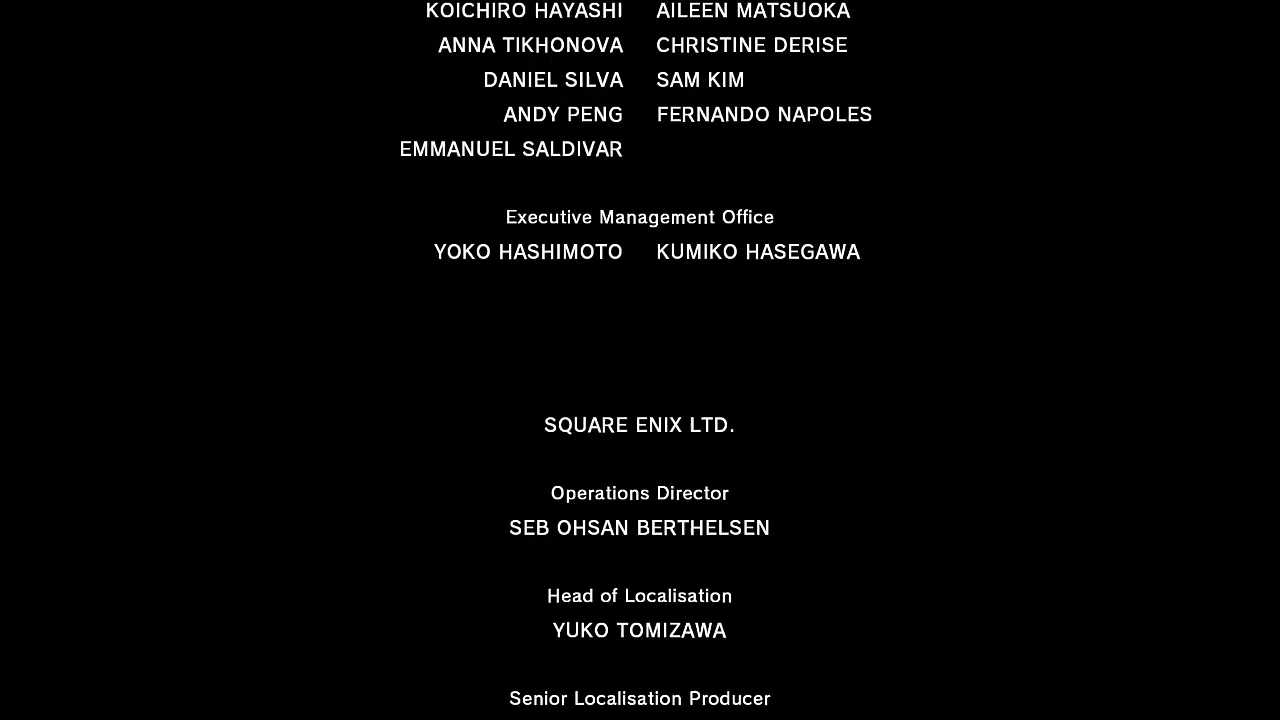 KOICHIRO HAYASHI AILEEN MATSUOKA
ANNA TIKHONOVA CHRISTINE DERISE
DANIEL SILVA SAM KIM
ANDY PENG FERNANDO NAPOLES
EMMANUEL SALDIVAR
Executive Management Office
YOKO HASHIMOTO KUMIKO HASEGAWA
SQUARE ENIX LTD.
Operations Director
SEB OHSAN BERTHELSEN
Head of Localisation
YUKO TOMIZAWA
Senior Localisation Producer